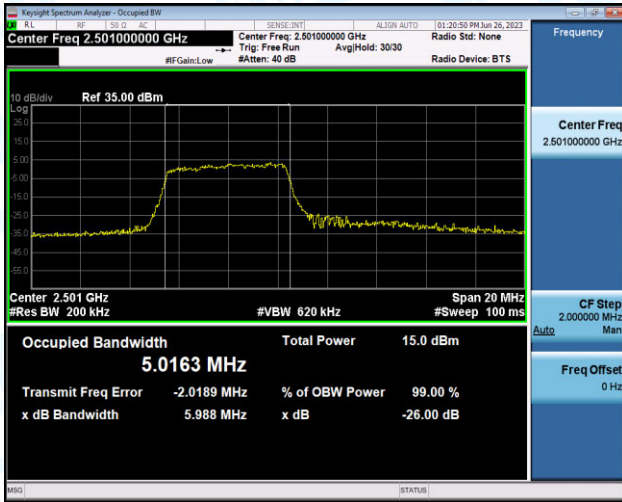 Keysight Spectrum Analyzer - Occupied BW
RL RF 50 Ω AC SENSE:INT ALIGN AUTO 01:20:50 PM Jun 26, 2023
Center Freq 2.501000000 GHz
Center Freq: 2.501000000 GHz
Radio Std: None
Trig: Free Run Avg|Hold: 30/30
#IFGain:Low #Atten: 40 dB Radio Device: BTS
10 dB/div Ref 35.00 dBm
Log
25.0
15.0
5.00
-5.00
-15.0
-25.0
-35.0
-45.0
-55.0
Center 2.501 GHz Span 20 MHz
#Res BW 200 kHz #VBW 620 kHz #Sweep 100 ms
Occupied Bandwidth Total Power 15.0 dBm
5.0163 MHz
Transmit Freq Error -2.0189 MHz % of OBW Power 99.00 %
x dB Bandwidth 5.988 MHz x dB -26.00 dB
MSG STATUS
Frequency
Center Freq
2.501000000 GHz
CF Step
2.000000 MHz
Auto Man
Freq Offset
0 Hz